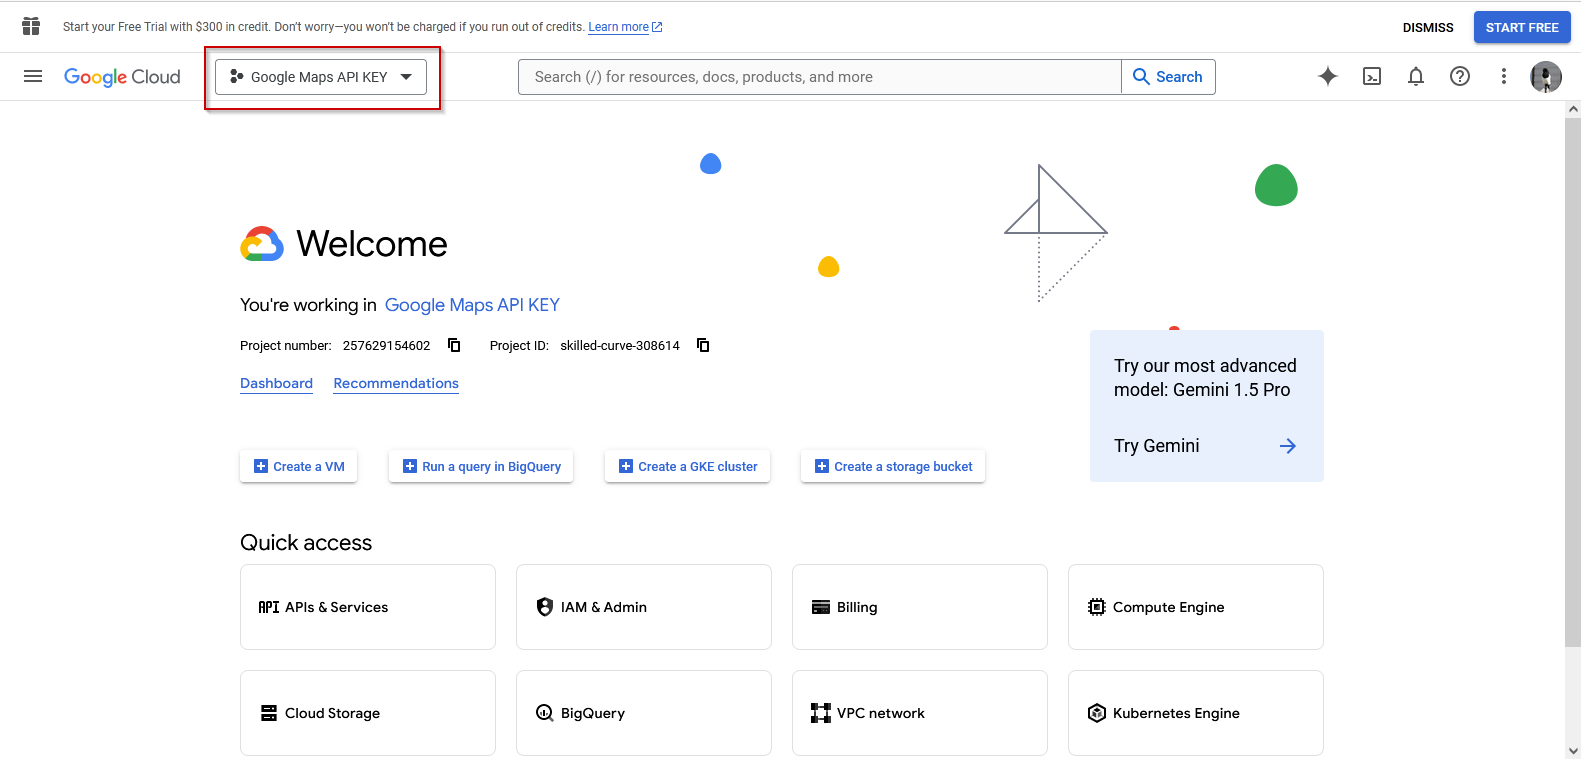 Start your Free Trial with $300 in credit. Don't worry—you won't be charged if you run out of credits. Learn more
DISMISS
START FREE
Google Cloud
Google Maps API KEY
Search (/) for resources, docs, products, and more
Search
Welcome
You're working in Google Maps API KEY
Project number: 257629154602
Project ID: skilled-curve-308614
Dashboard
Recommendations
Try our most advanced
model: Gemini 1.5 Pro
Try Gemini
Create a VM
Run a query in BigQuery
Create a GKE cluster
Create a storage bucket
Quick access
API APIs & Services
IAM & Admin
Billing
Compute Engine
Cloud Storage
BigQuery
VPC network
Kubernetes Engine